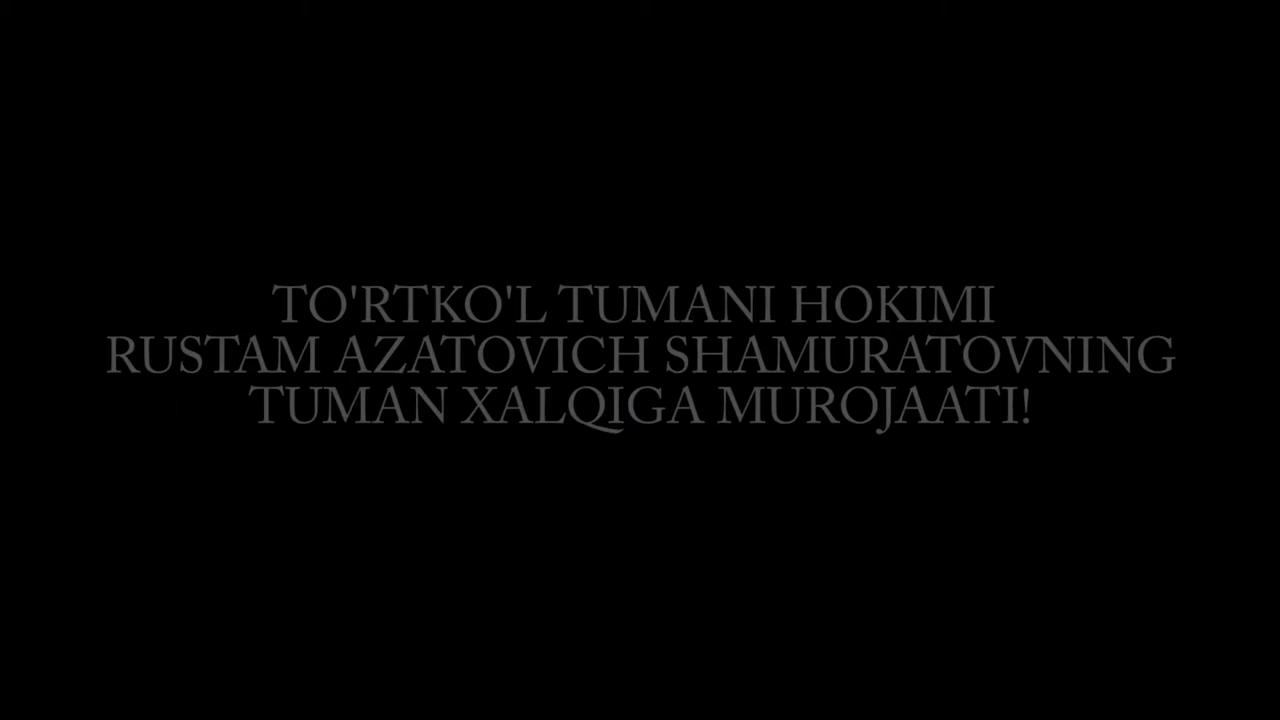 TO'RTKO'L TUMANI HOKIMI
RUSTAM AZATOVICH SHAMURATOVNING
TUMAN XALQIGA MUROJAATI!